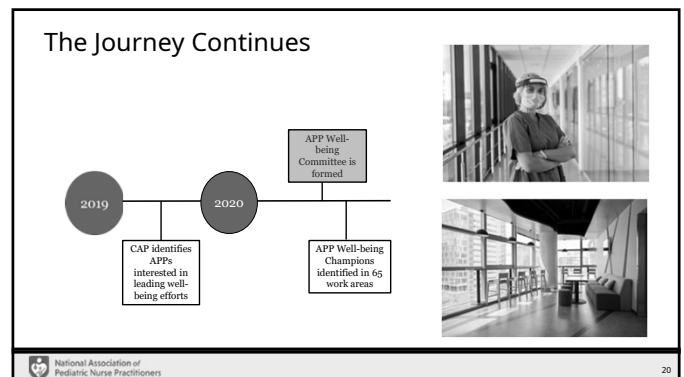 The Journey Continues
2019
CAP identifies
APPs
interested in
leading well-
being efforts
2020
APP Well-
being
Committee is
formed
APP Well-being
Champions
identified in 65
work areas
National Association of
Pediatric Nurse Practitioners
20